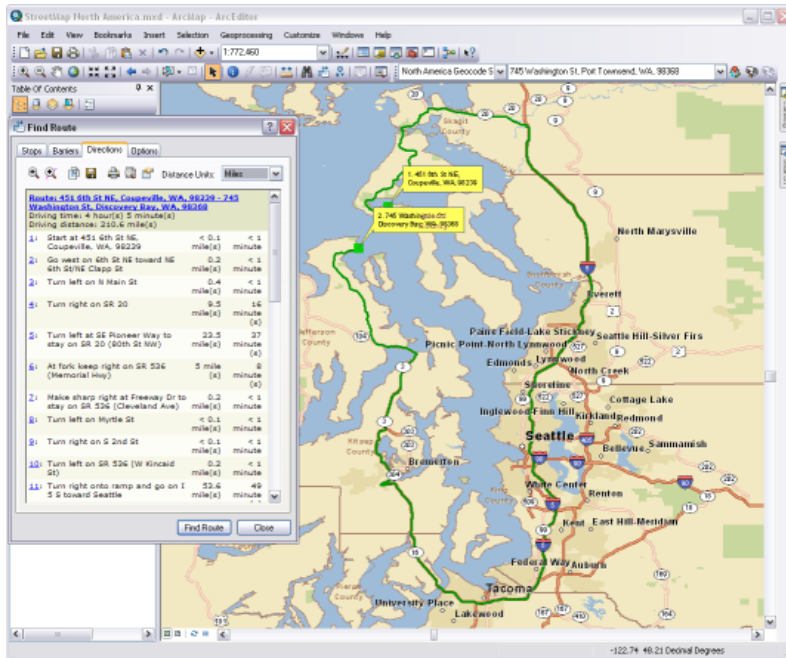 StreetMap North America.mxd - ArcMap - ArcEditor
File Edit View Bookmarks Insert Selection Geoprocessing Customize Windows Help
1:772,460
North America Geocode S 745 Washington St, Port Townsend, WA, 98368
Table Of Contents
Find Route
Stops Barriers Directions Options
Distance Units: Miles
Route: 451 6th St NE, Coupeville, WA, 98239 - 745
Washington St, Discovery Bay, WA, 98368
Driving time: 4 hour(s) 5 minute(s)
Driving distance: 210.6 mile(s)
1: Start at 451 6th St NE, < 0.1 < 1
Coupeville, WA, 98239 mile(s) minute
2: Go west on 6th St NE toward NE 0.2 < 1
6th St/NE Clapp St mile(s) minute
3: Turn left on N Main St 0.4 < 1
mile(s) minute
4: Turn right on SR 20 9.5 16
mile(s) minute
(s)
5: Turn left at SE Pioneer Way to 23.5 37
stay on SR 20 (80th St NW) mile(s) minute
(s)
6: At fork keep right on SR 536 5 mile 8
(Memorial Hwy) (s) minute
(s)
7: Make sharp right at Freeway Dr to 0.2 < 1
stay on SR 536 (Cleveland Ave) mile(s) minute
8: Turn left on Myrtle St < 0.1 < 1
mile(s) minute
9: Turn right on S 2nd St < 0.1 < 1
mile(s) minute
10: Turn left on SR 536 (W Kincaid 0.2 < 1
St) mile(s) minute
11: Turn right onto ramp and go on I 53.6 49
5 S toward Seattle mile(s) minute
Find Route Close
Skagit
County
1. 451 6th St NE,
Coupeville, WA, 98239
2. 745 Washington St
Discovery Bay, WA, 98368
North Marysville
Snohomish
County
Everett
Jefferson
County
Paine Field-Lake Stickney
Seattle Hill-Silver Firs
Picnic Point-North Lynnwood
Edmonds
Lynnwood
North Creek
Shoreline
Cottage Lake
Inglewood-Finn Hill
Kirkland
Redmond
Kitsap
County
Seattle
Bellevue
Sammamish
Bremerton
White Center
King
County
Renton
Kent
East Hill-Meridian
Federal Way
Auburn
Pierce
County
Tacoma
University Place
Lakewood
-122.74 48.21 Decimal Degrees